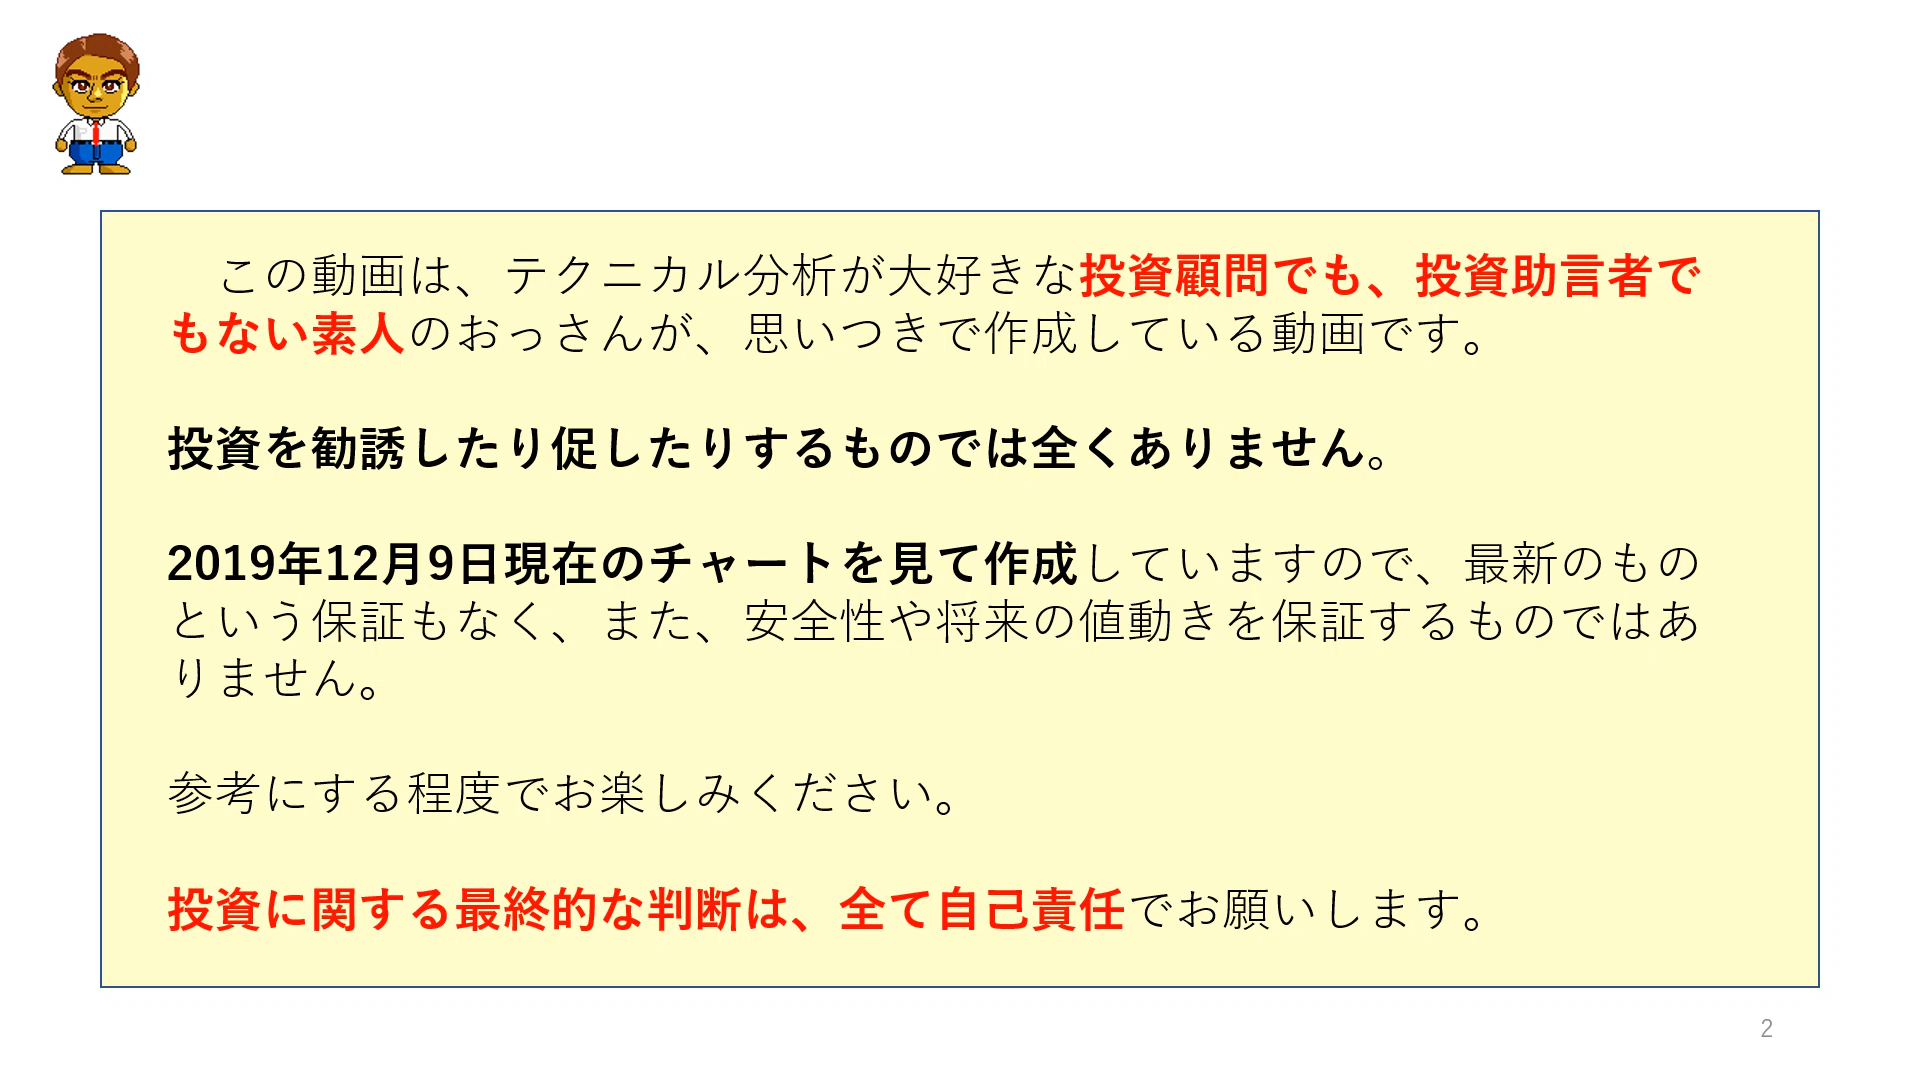 この動画は、テクニカル分析が大好きな投資顧問でも、投資助言者で
もない素人のおっさんが、思いつきで作成している動画です。
投資を勧誘したり促したりするものでは全くありません。
2019年12月9日現在のチャートを見て作成していますので、最新のもの
という保証もなく、また、安全性や将来の値動きを保証するものではあ
りません。
参考にする程度でお楽しみください。
投資に関する最終的な判断は、全て自己責任でお願いします。
2